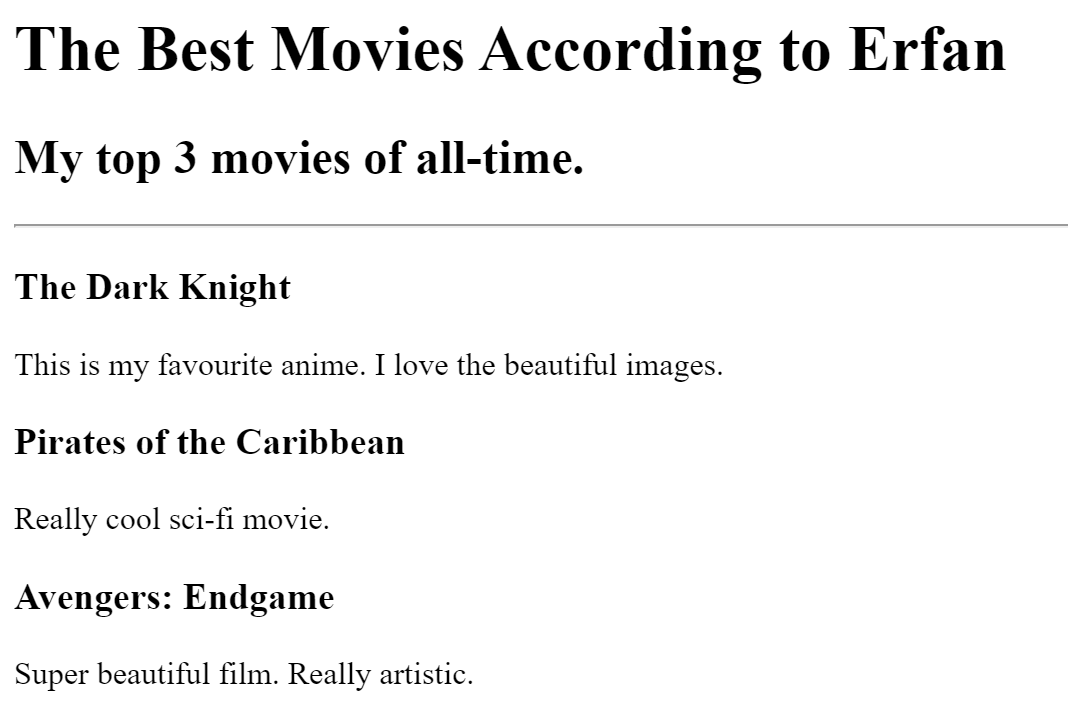 The Best Movies According to Erfan
My top 3 movies of all-time.
The Dark Knight
This is my favourite anime. I love the beautiful images.
Pirates of the Caribbean
Really cool sci-fi movie.
Avengers: Endgame
Super beautiful film. Really artistic.